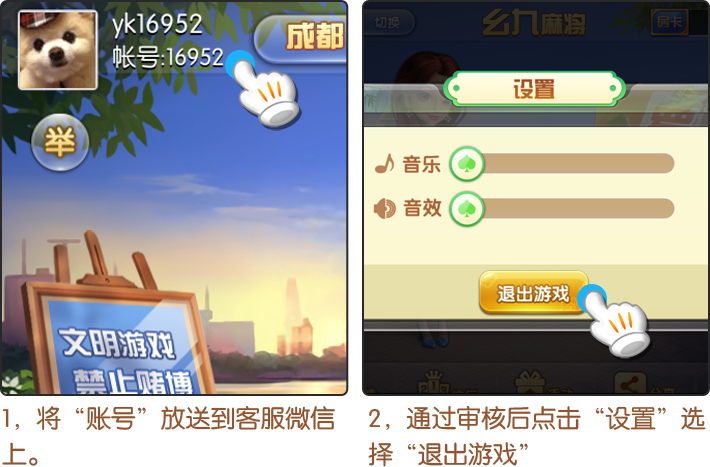 yk16952
帐号:16952
成都
举
文明游戏
禁止赌博
1，将“账号”放送到客服微信
上。
切换
幺九麻将
房卡
设置
音乐
音效
退出游戏
分享
2，通过审核后点击“设置”选
择“退出游戏”